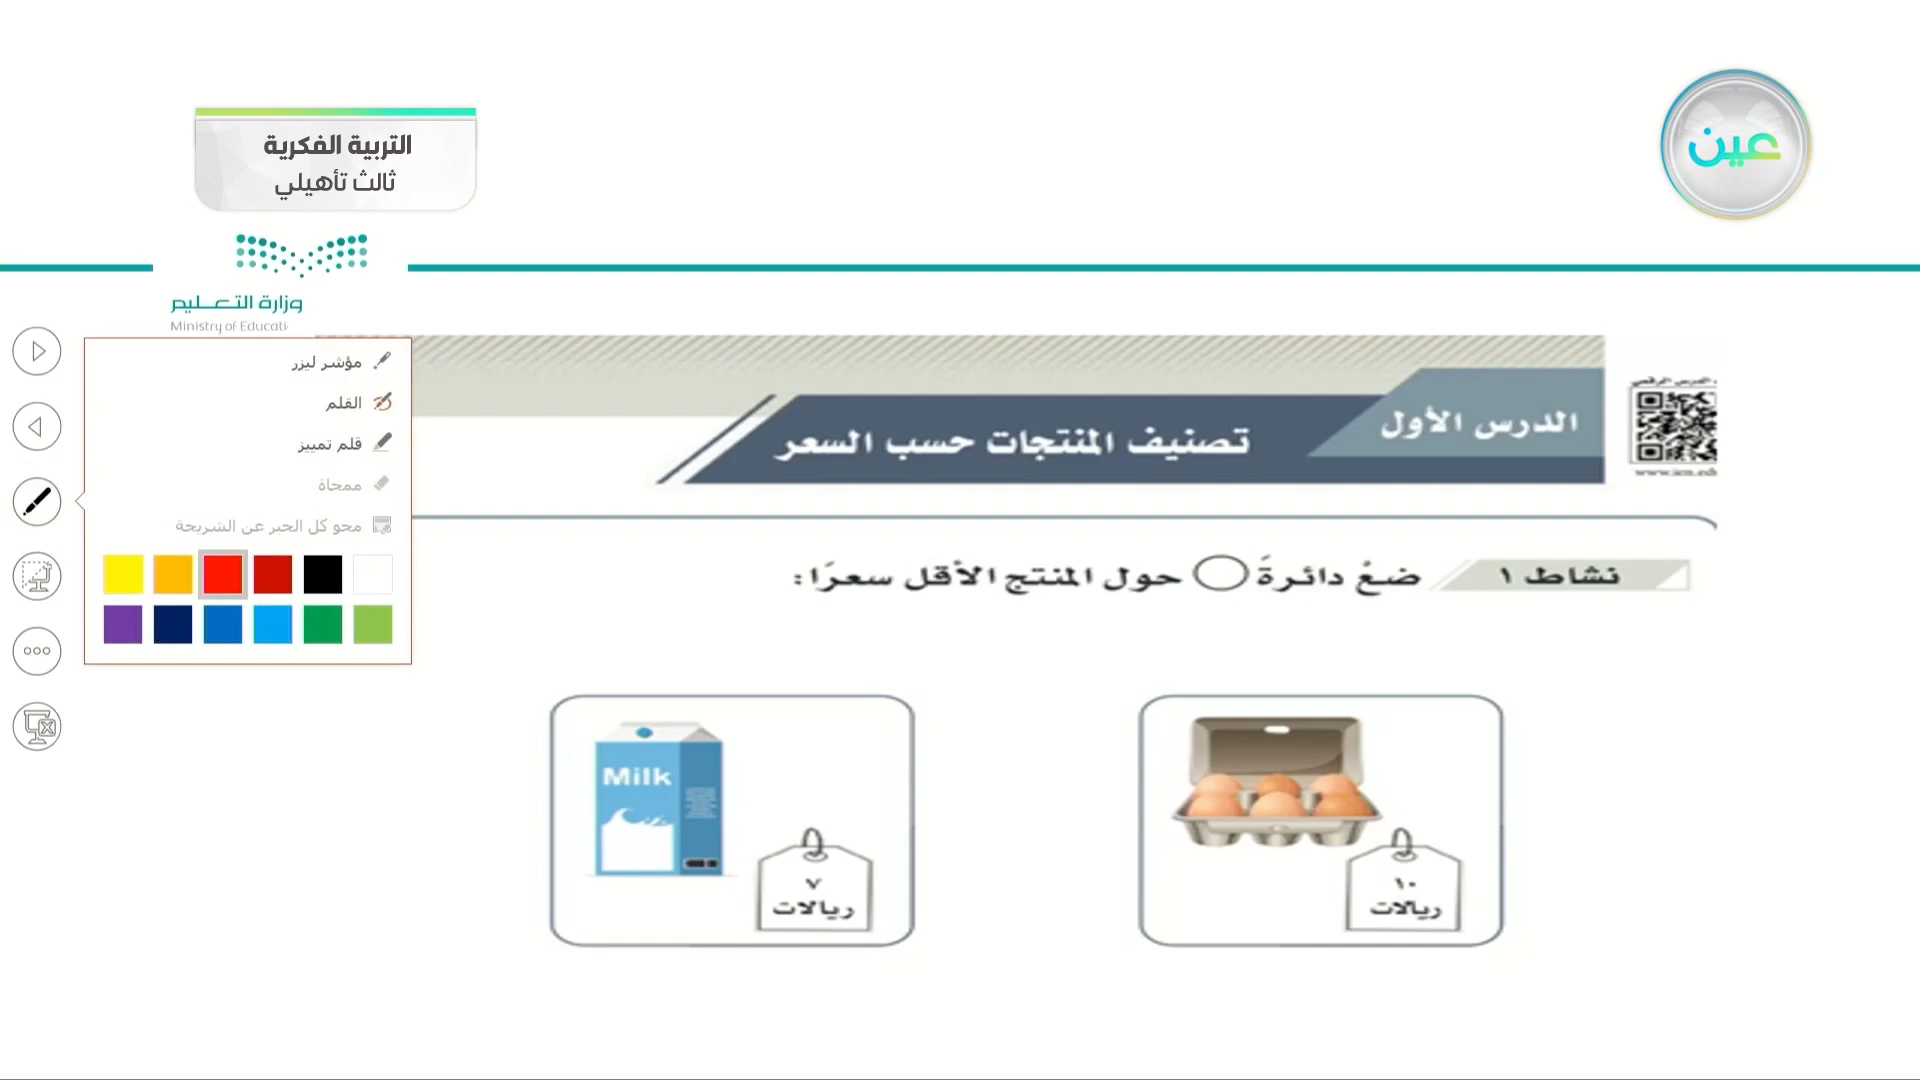 عين
التربية الفكرية
ثالث تأهيلي
وزارة التعليم
Ministry of Educati
مؤشر ليزر
القلم
قلم تمييز
ممحاة
محو كل الحبر عن الشريحة
الدرس الأول
تصنيف المنتجات حسب السعر
نشاط ١
ضعُ دائرةً حول المنتج الأقل سعرًا:
١٠
ريالات
Milk
٧
ريالات